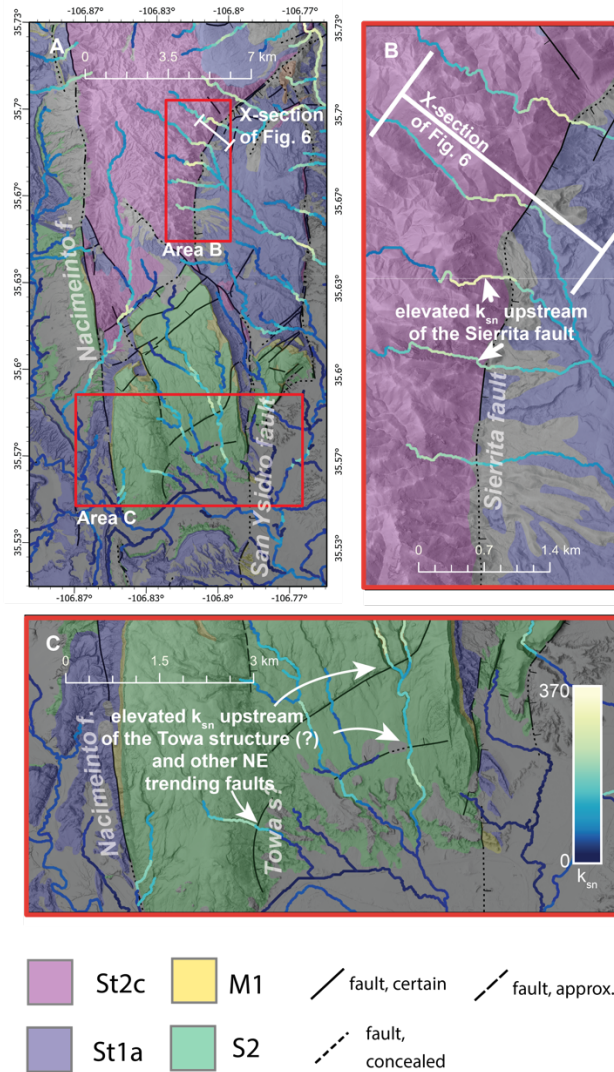 -106.87°
-106.83°
-106.8°
-106.77°
35.73°
35.73°
A
0
3.5
7 km
35.7°
35.7°
X-section
of Fig. 6
35.67°
35.67°
Area B
Nacimeinto f.
35.63°
35.63°
35.6°
35.6°
35.57°
35.57°
San Ysidro fault
Area C
35.53°
35.53°
-106.87
-106.83°
-106.8°
-106.77°
B
X-section
of Fig. 6
elevated ksn upstream
of the Sierrita fault
Sierrita fault
0
0.7
1.4 km
C
0
1.5
3 km
elevated ksn upstream
of the Towa structure (?)
and other NE
trending faults
Nacimeinto f.
Towa s?
370
0
ksn
St2c
M1
fault, certain
fault, approx.
St1a
S2
fault,
concealed